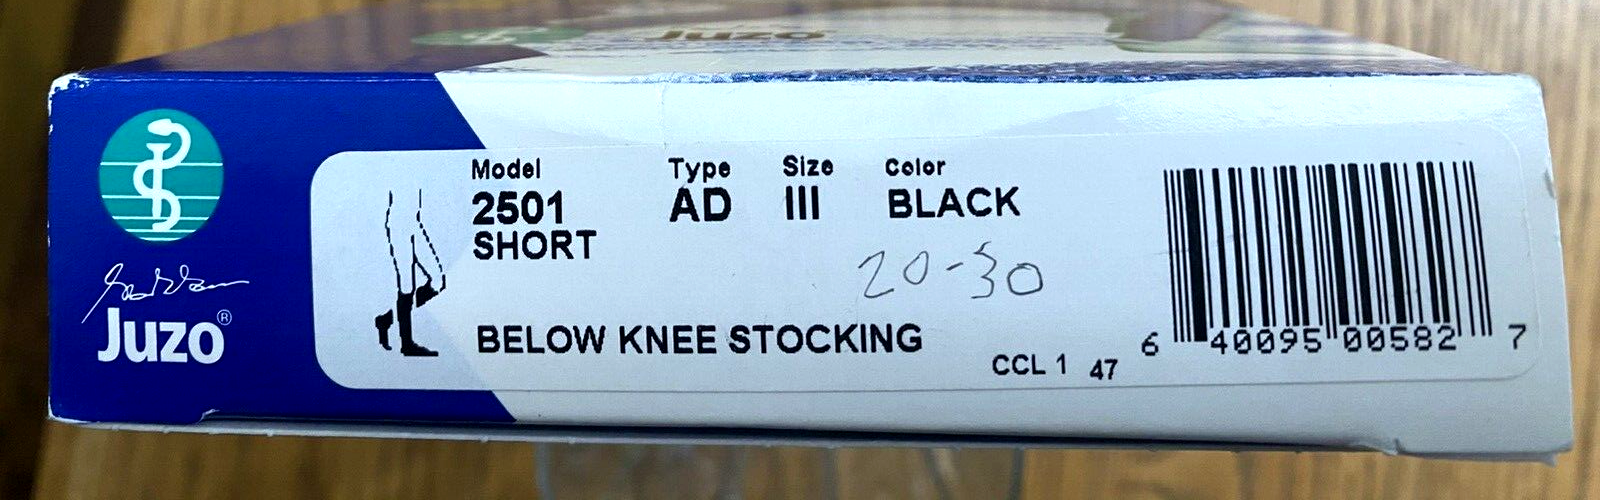 Juzo
Juzo®
Model Type Size Color
2501 AD III BLACK
SHORT
20-30
BELOW KNEE STOCKING
CCL 1 47
6 40095 00582 7